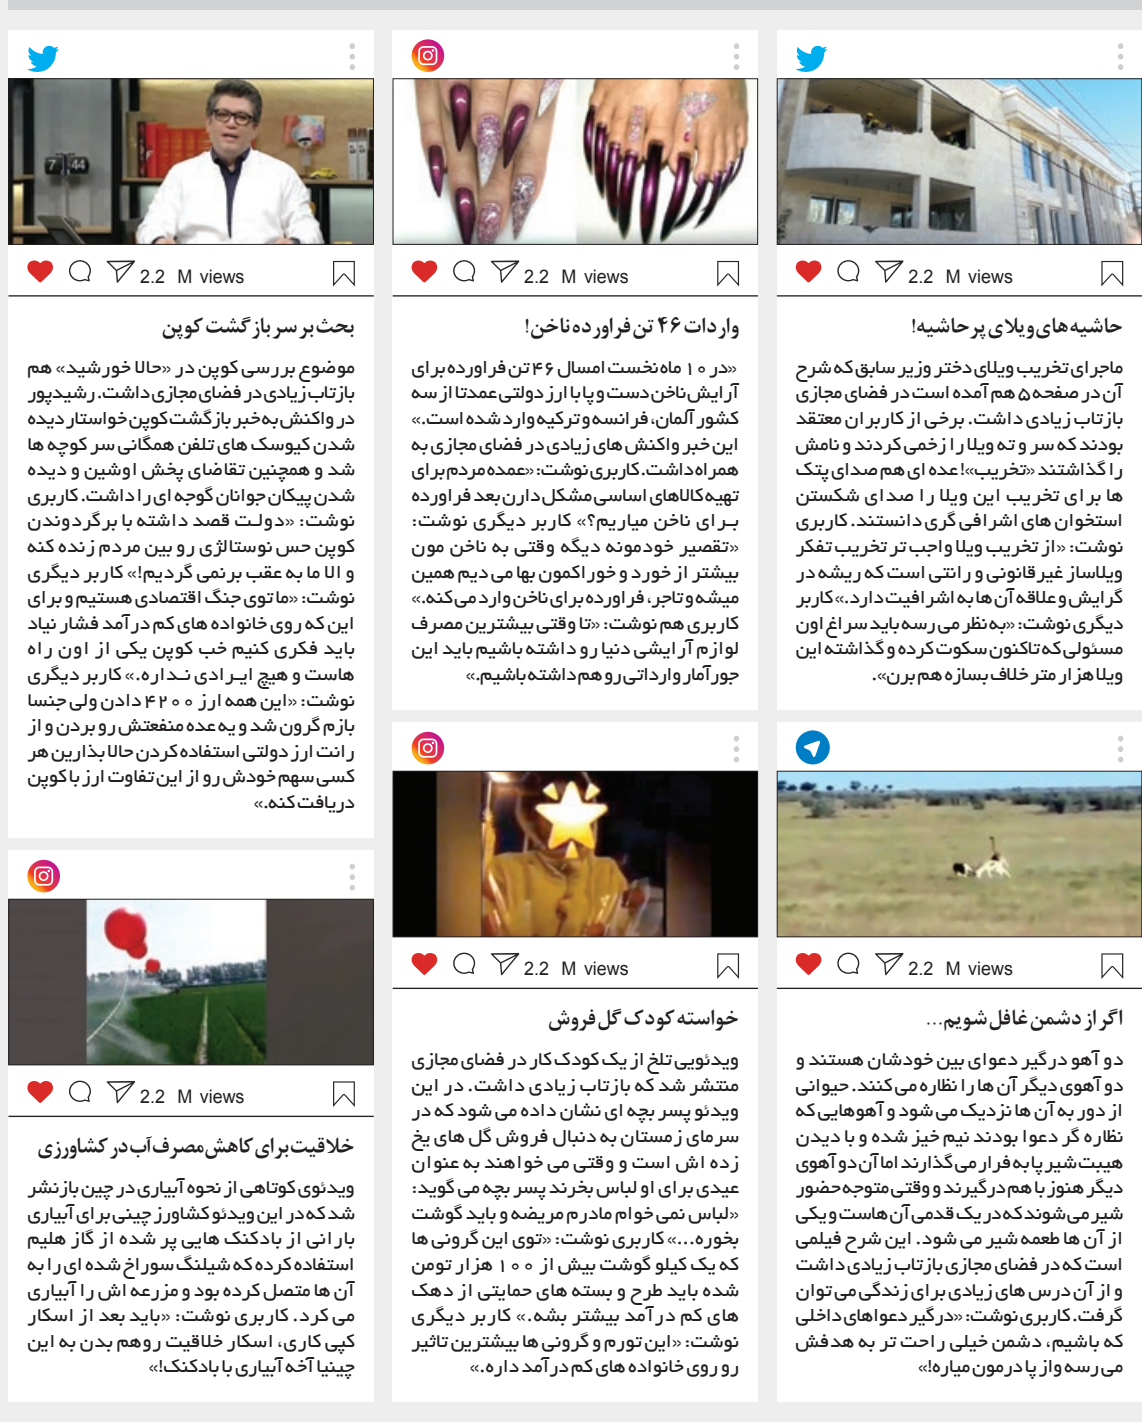 2.2 M views
حاشیه های ویلای پر حاشیه!
ماجرای تخریب ویلای دختر وزیر سابق که شرح
آن در صفحه ۵ هم آمده است در فضای مجازی
بازتاب زیادی داشت. برخی از کاربران معتقد
بودند که سر و ته ویلا را زخمی کردند و نامش
را گذاشتند «تخریب»! عده ای هم صدای پتک
ها برای تخریب این ویلا را صدای شکستن
استخوان های اشرافی گری دانستند. کاربری
نوشت: «از تخریب ویلا واجب تر تخریب تفکر
ویلاساز غیرقانونی و رانتی است که ریشه در
گرایش و علاقه آن ها به اشرافیت دارد.» کاربر
دیگری نوشت: «به نظر می رسه باید سراغ اون
مسئولی که تاکنون سکوت کرده و گذاشته این
ویلا هزار متر خلاف بسازه هم برن».
2.2 M views
اگر از دشمن غافل شویم...
دو آهو درگیر دعوای بین خودشان هستند و
دو آهوی دیگر آن ها را نظاره می کنند. حیوانی
از دور به آن ها نزدیک می شود و آهوهایی که
نظاره گر دعوا بودند نیم خیز شده و با دیدن
هیبت شیر پا به فرار می گذارند اما آن دو آهوی
دیگر هنوز با هم درگیرند و وقتی متوجه حضور
شیر می شوند که در یک قدمی آن هاست و یکی
از آن ها طعمه شیر می شود. این شرح فیلمی
است که در فضای مجازی بازتاب زیادی داشت
و از آن درس های زیادی برای زندگی می توان
گرفت. کاربری نوشت: «درگیر دعواهای داخلی
که باشیم، دشمن خیلی راحت تر به هدفش
می رسه و از پا درمون میاره!»
2.2 M views
واردات ۴۶ تن فراورده ناخن!
«در ۱۰ ماه نخست امسال ۴۶ تن فراورده برای
آرایش ناخن دست و پا با ارز دولتی عمدتا از سه
کشور آلمان، فرانسه و ترکیه وارد شده است.»
این خبر واکنش های زیادی در فضای مجازی به
همراه داشت. کاربری نوشت: «عمده مردم برای
تهیه کالاهای اساسی مشکل دارن بعد فراورده
برای ناخن میاریم؟» کاربر دیگری نوشت:
«تقصیر خودمونه دیگه وقتی به ناخن مون
بیشتر از خورد و خوراکمون بها می دیم همین
میشه و تاجر، فراورده برای ناخن وارد می کنه.»
کاربری هم نوشت: «تا وقتی بیشترین مصرف
لوازم آرایشی دنیا رو داشته باشیم باید این
جور آمار وارداتی رو هم داشته باشیم.»
2.2 M views
خواسته کودک گل فروش
ویدئویی تلخ از یک کودک کار در فضای مجازی
منتشر شد که بازتاب زیادی داشت. در این
ویدئو پسر بچه ای نشان داده می شود که در
سرمای زمستان به دنبال فروش گل های یخ
زده اش است و وقتی می خواهند به عنوان
عیدی برای او لباس بخرند پسر بچه می گوید:
«لباس نمی خوام مادرم مریضه و باید گوشت
بخوره...» کاربری نوشت: «توی این گرونی ها
که یک کیلو گوشت بیش از ۱۰۰ هزار تومن
شده باید طرح و بسته های حمایتی از دهک
های کم درآمد بیشتر بشه.» کاربر دیگری
نوشت: «این تورم و گرونی ها بیشترین تاثیر
رو روی خانواده های کم درآمد داره.»
7 44
2.2 M views
بحث بر سر بازگشت کوپن
موضوع بررسی کوپن در «حالا خورشید» هم
بازتاب زیادی در فضای مجازی داشت. رشیدپور
در واکنش به خبر بازگشت کوپن خواستار دیده
شدن کیوسک های تلفن همگانی سر کوچه ها
شد و همچنین تقاضای پخش اوشین و دیده
شدن پیکان جوانان گوجه ای را داشت. کاربری
نوشت: «دولت قصد داشته با برگردوندن
کوپن حس نوستالژی رو بین مردم زنده کنه
و الا ما به عقب برنمی گردیم!» کاربر دیگری
نوشت: «ما توی جنگ اقتصادی هستیم و برای
این که روی خانواده های کم درآمد فشار نیاد
باید فکری کنیم خب کوپن یکی از اون راه
هاست و هیچ ایرادی نداره.» کاربر دیگری
نوشت: «این همه ارز ۴۲۰۰ دادن ولی جنسا
بازم گرون شد و یه عده منفعتش رو بردن و از
رانت ارز دولتی استفاده کردن حالا بذارین هر
کسی سهم خودش رو از این تفاوت ارز با کوپن
دریافت کنه.»
2.2 M views
خلاقیت برای کاهش مصرف آب در کشاورزی
ویدئوی کوتاهی از نحوه آبیاری در چین بازنشر
شد که در این ویدئو کشاورز چینی برای آبیاری
بارانی از بادکنک هایی پر شده از گاز هلیم
استفاده کرده که شیلنگ سوراخ شده ای را به
آن ها متصل کرده بود و مزرعه اش را آبیاری
می کرد. کاربری نوشت: «باید بعد از اسکار
کپی کاری، اسکار خلاقیت رو هم بدن به این
چینیا آخه آبیاری با بادکنک!»